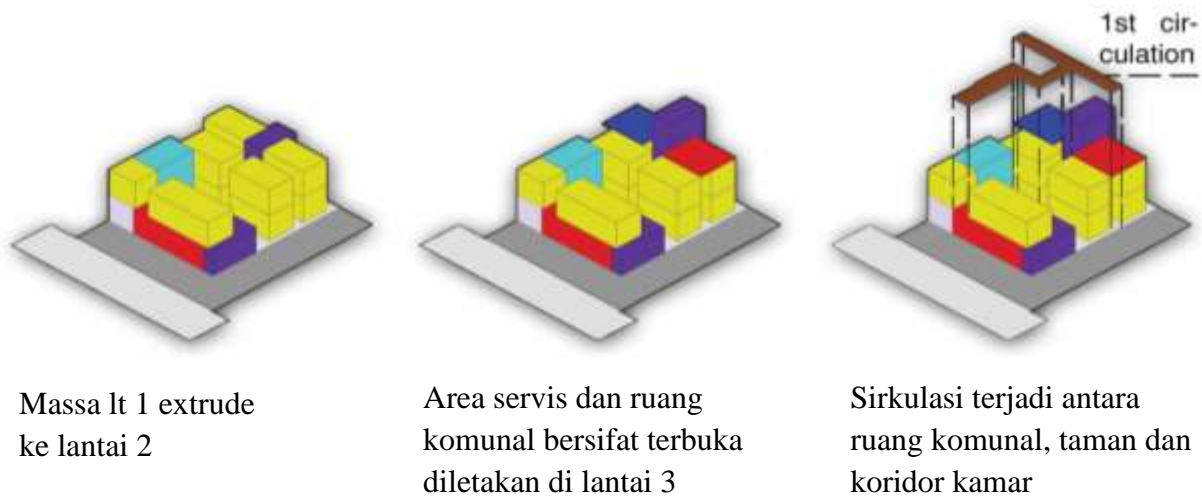 1st cir-
culation
Massa lt 1 extrude
ke lantai 2
Area servis dan ruang
komunal bersifat terbuka
diletakan di lantai 3
Sirkulasi terjadi antara
ruang komunal, taman dan
koridor kamar